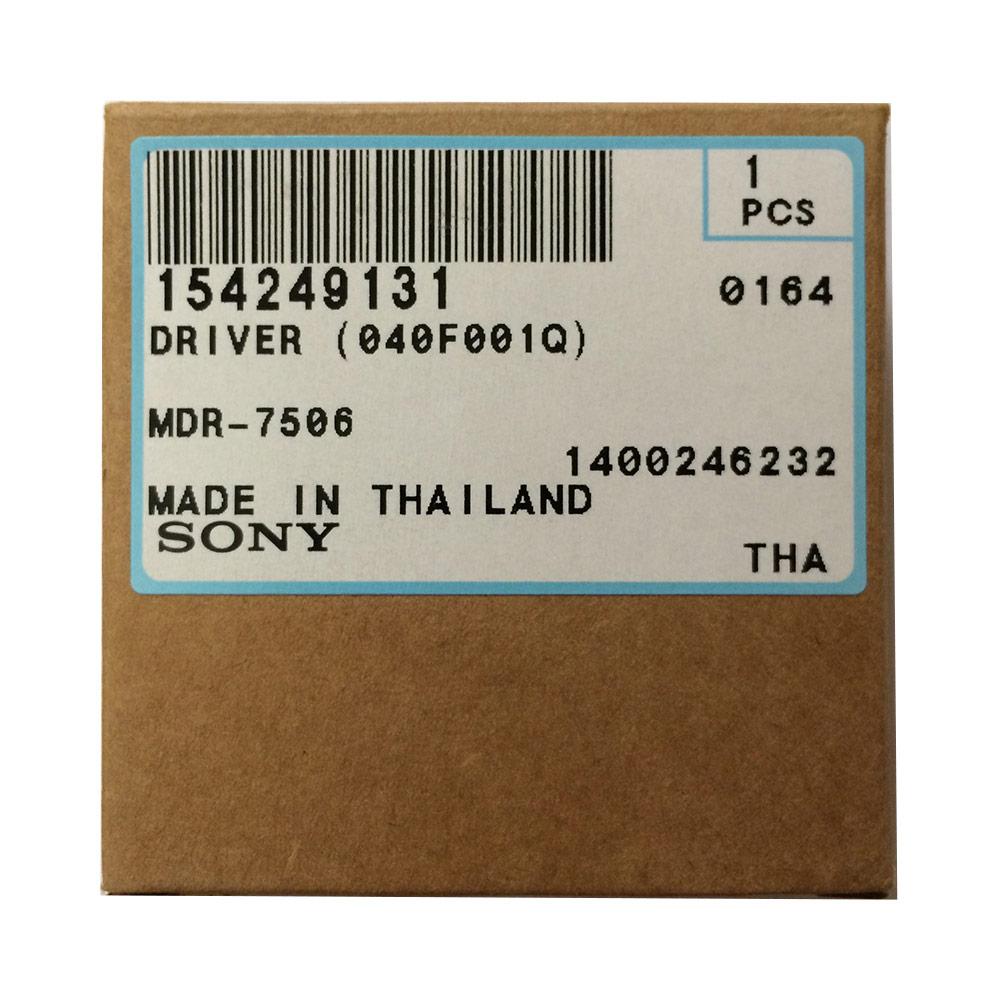 1
PCS
154249131
0164
DRIVER (040F001Q)
MDR-7506
1400246232
MADE IN THAILAND
SONY
THA